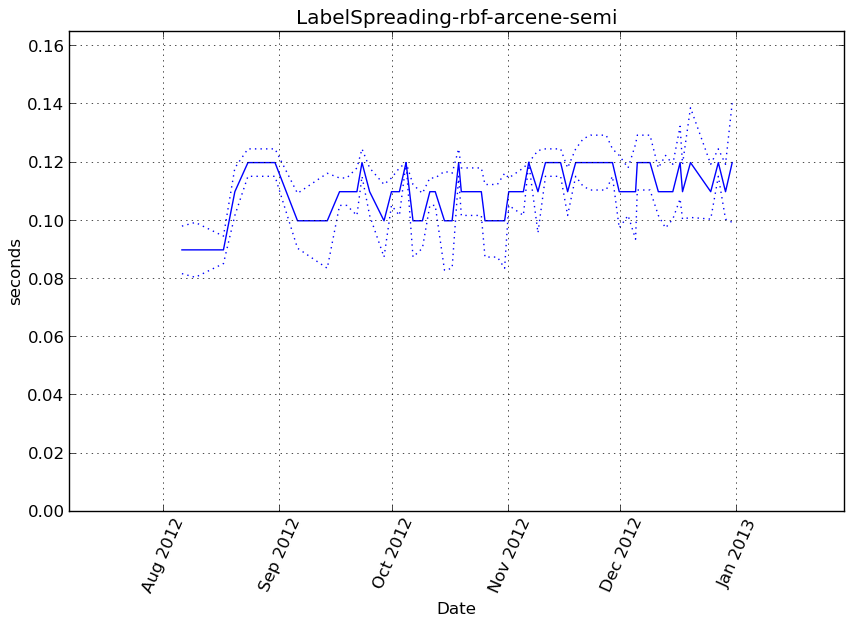 LabelSpreading-rbf-arcene-semi
0.16
0.14
0.12
0.10
0.08
0.06
0.04
0.02
0.00
seconds
Aug 2012
Sep 2012
Oct 2012
Nov 2012
Dec 2012
Jan 2013
Date